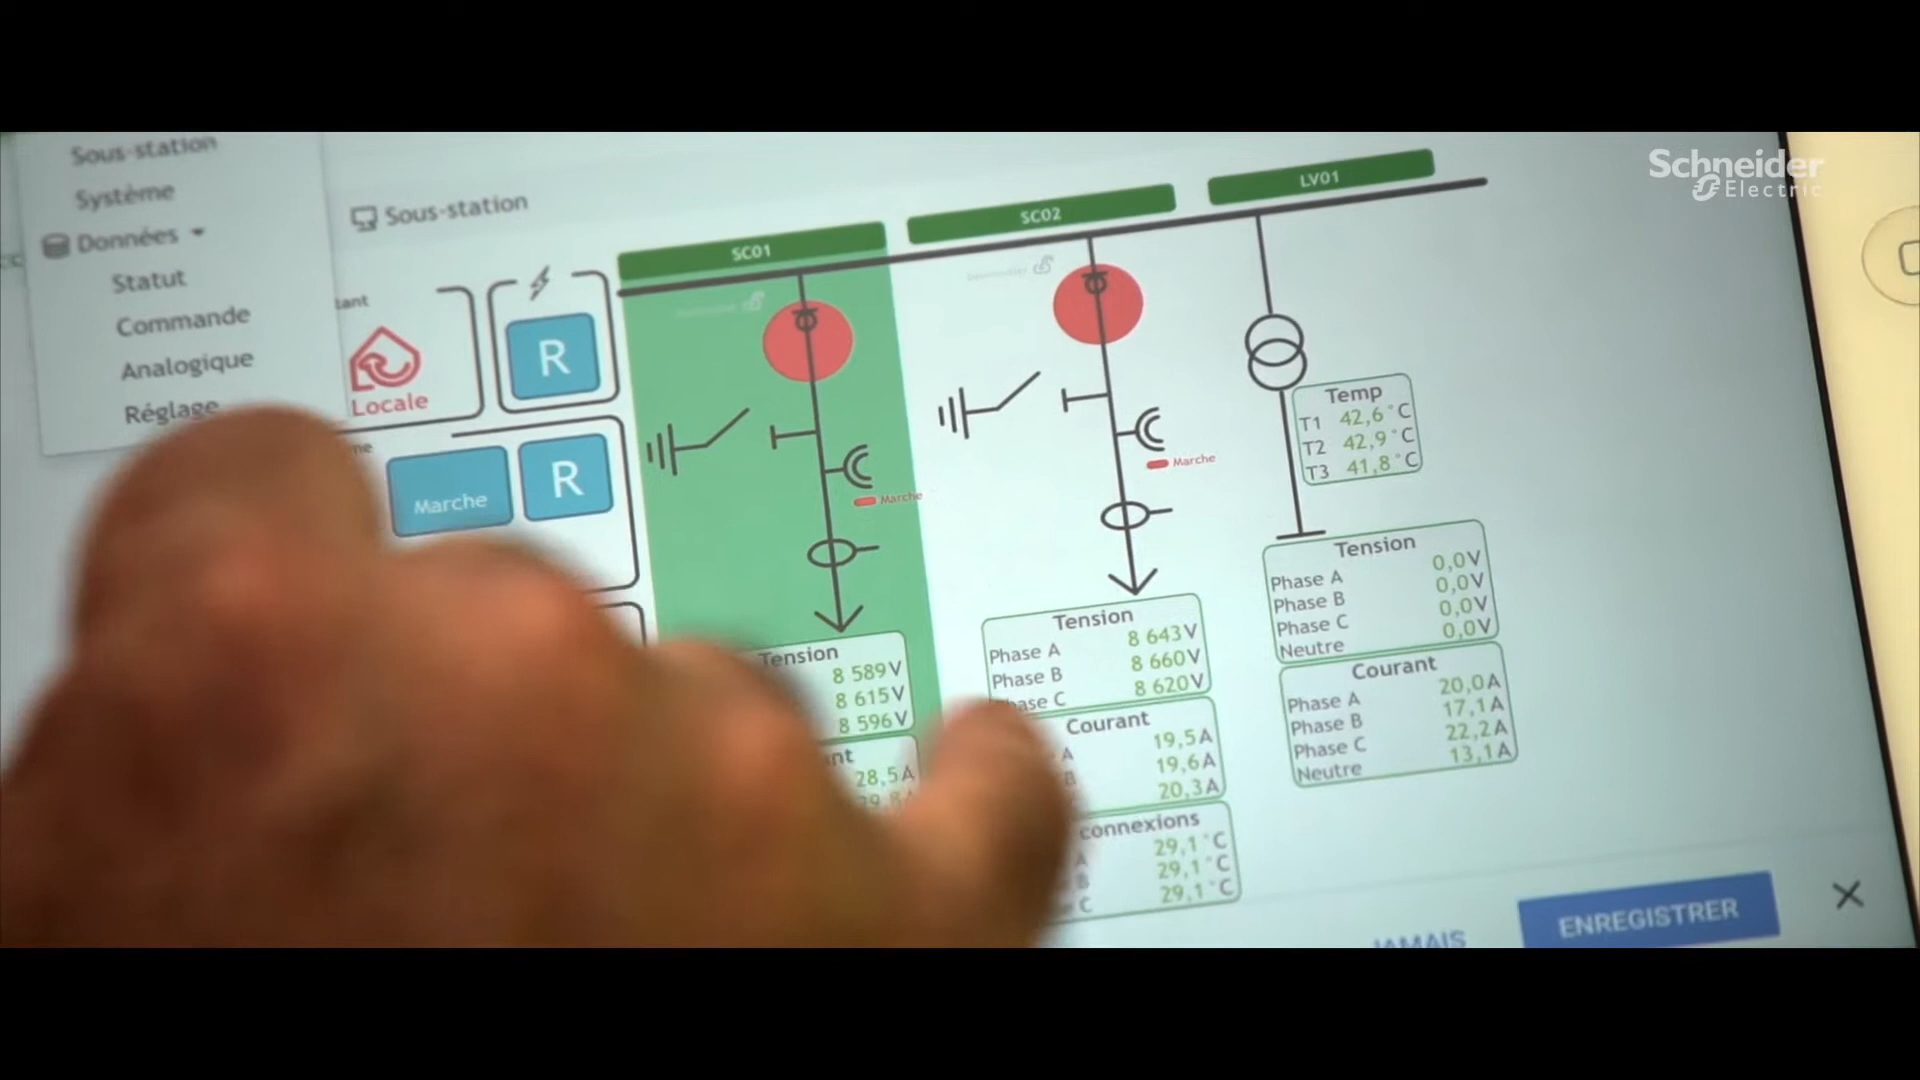 Schneider
Electric
Sous-station
Système
Données
Statut
Commande
Analogique
Réglage
Sous-station
Locale
R
Marche
R
SC01
SC02
LV01
Marche
Marche
Temp
T1 42,6 °C
T2 42,9 °C
T3 41,8 °C
Tension
8 589 V
8 615 V
8 596 V
28,5 A
Tension
Phase A 8 643 V
Phase B 8 660 V
Phase C 8 620 V
Courant
A 19,5 A
B 19,6 A
20,3 A
connexions
A 29,1 °C
B 29,1 °C
C 29,1 °C
Tension
Phase A 0,0 V
Phase B 0,0 V
Phase C 0,0 V
Neutre 0,0 V
Courant
Phase A 20,0 A
Phase B 17,1 A
Phase C 22,2 A
Neutre 13,1 A
JAMAIS
ENREGISTRER